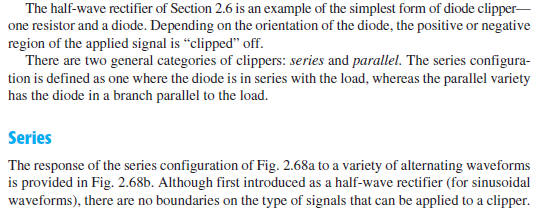 The half-wave rectifier of Section 2.6 is an example of the simplest form of diode clipper—
one resistor and a diode. Depending on the orientation of the diode, the positive or negative
region of the applied signal is “clipped” off.
There are two general categories of clippers: series and parallel. The series configura-
tion is defined as one where the diode is in series with the load, whereas the parallel variety
has the diode in a branch parallel to the load.
Series
The response of the series configuration of Fig. 2.68a to a variety of alternating waveforms
is provided in Fig. 2.68b. Although first introduced as a half-wave rectifier (for sinusoidal
waveforms), there are no boundaries on the type of signals that can be applied to a clipper.